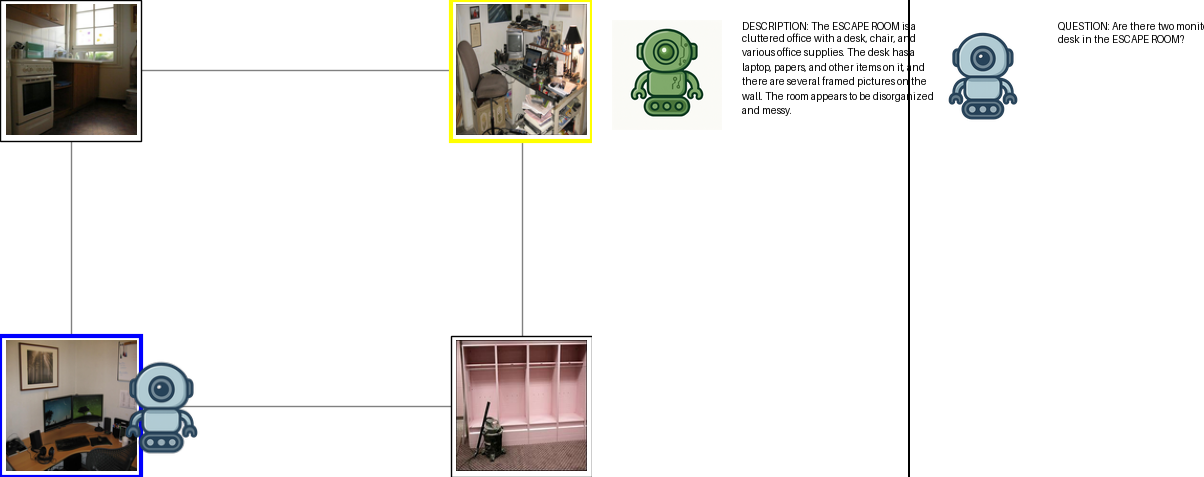 DESCRIPTION: The ESCAPE ROOM is a
cluttered office with a desk, chair, and
various office supplies. The desk has a
laptop, papers, and other items on it, and
there are several framed pictures on the
wall. The room appears to be disorganized
and messy.
QUESTION: Are there two
desk in the ESCAPE ROOM?